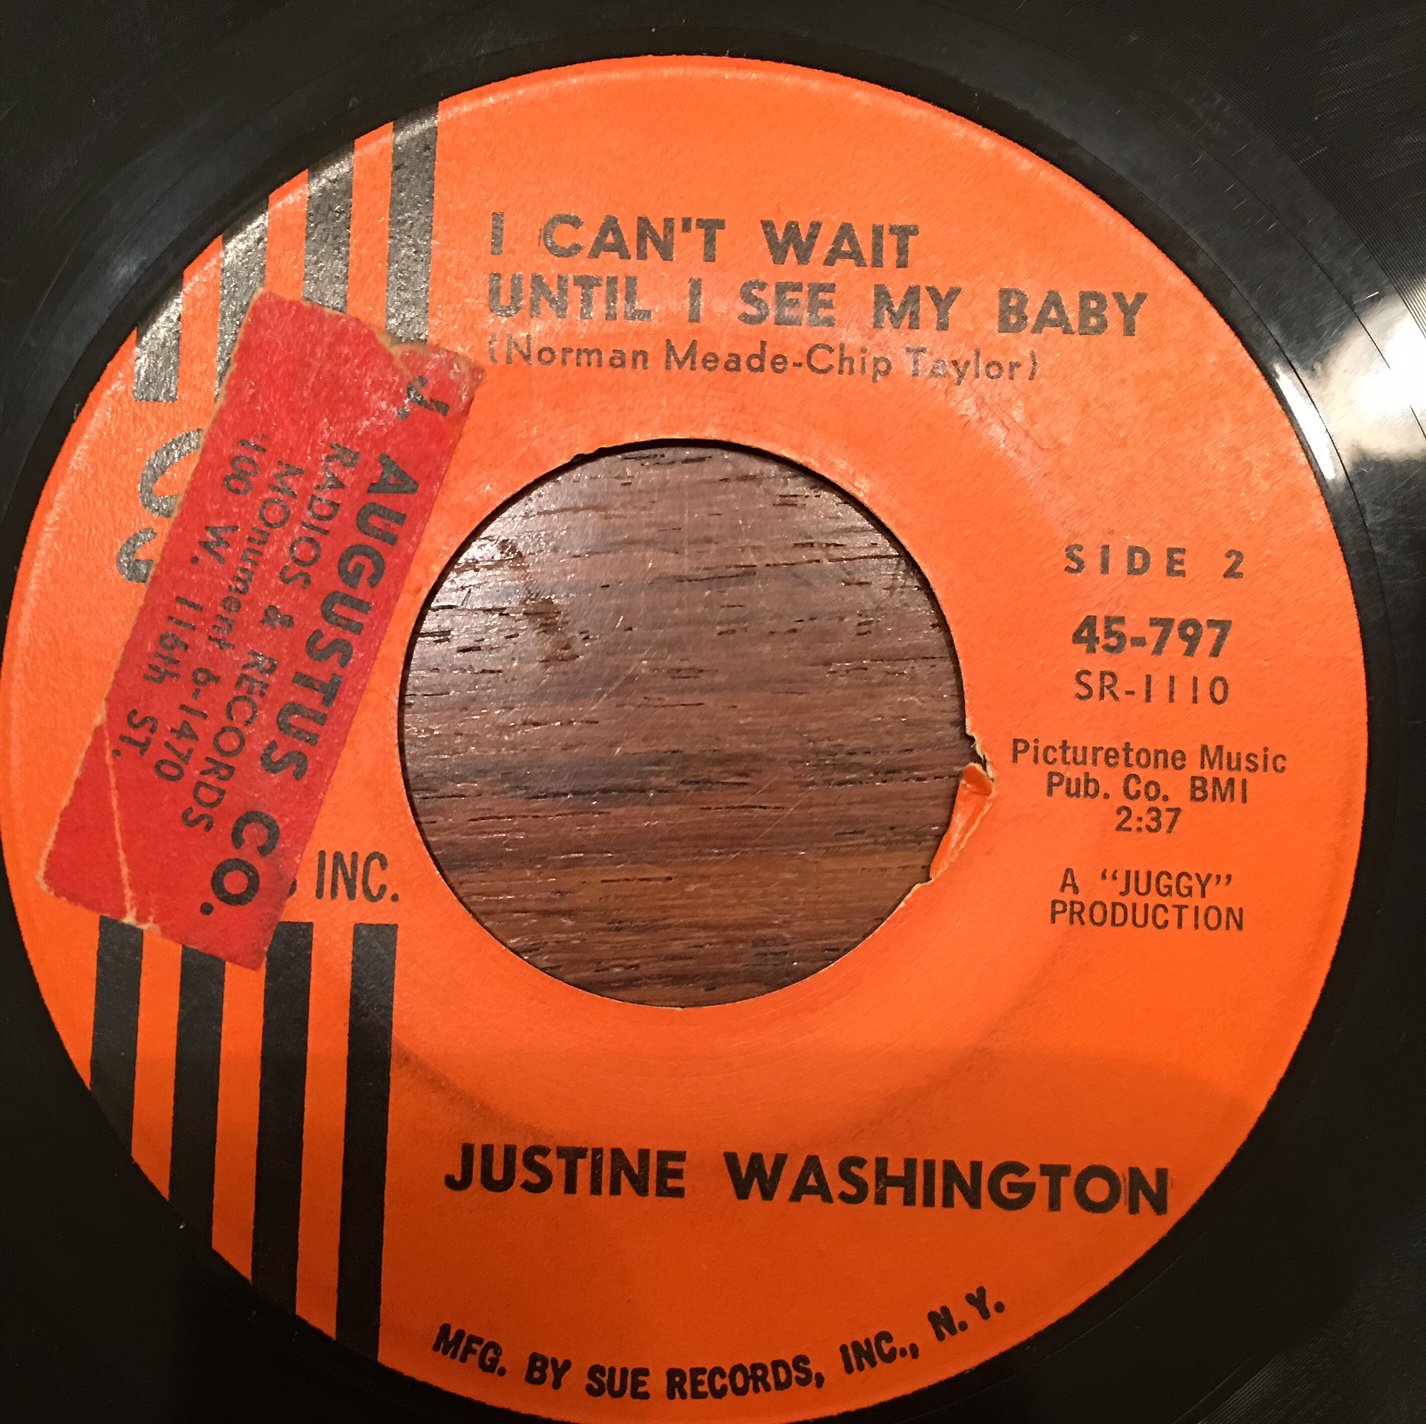 I CAN'T WAIT
UNTIL I SEE MY BABY
(Norman Meade-Chip Taylor)
J. AUGUSTUS CO.
RADIOS & RECORDS
MOnument 6-1470
100 W. 116th ST.
INC.
SIDE 2
45-797
SR-1110
Picturetone Music
Pub. Co. BMI
2:37
A "JUGGY"
PRODUCTION
JUSTINE WASHINGTON
MFG. BY SUE RECORDS, INC., N.Y.